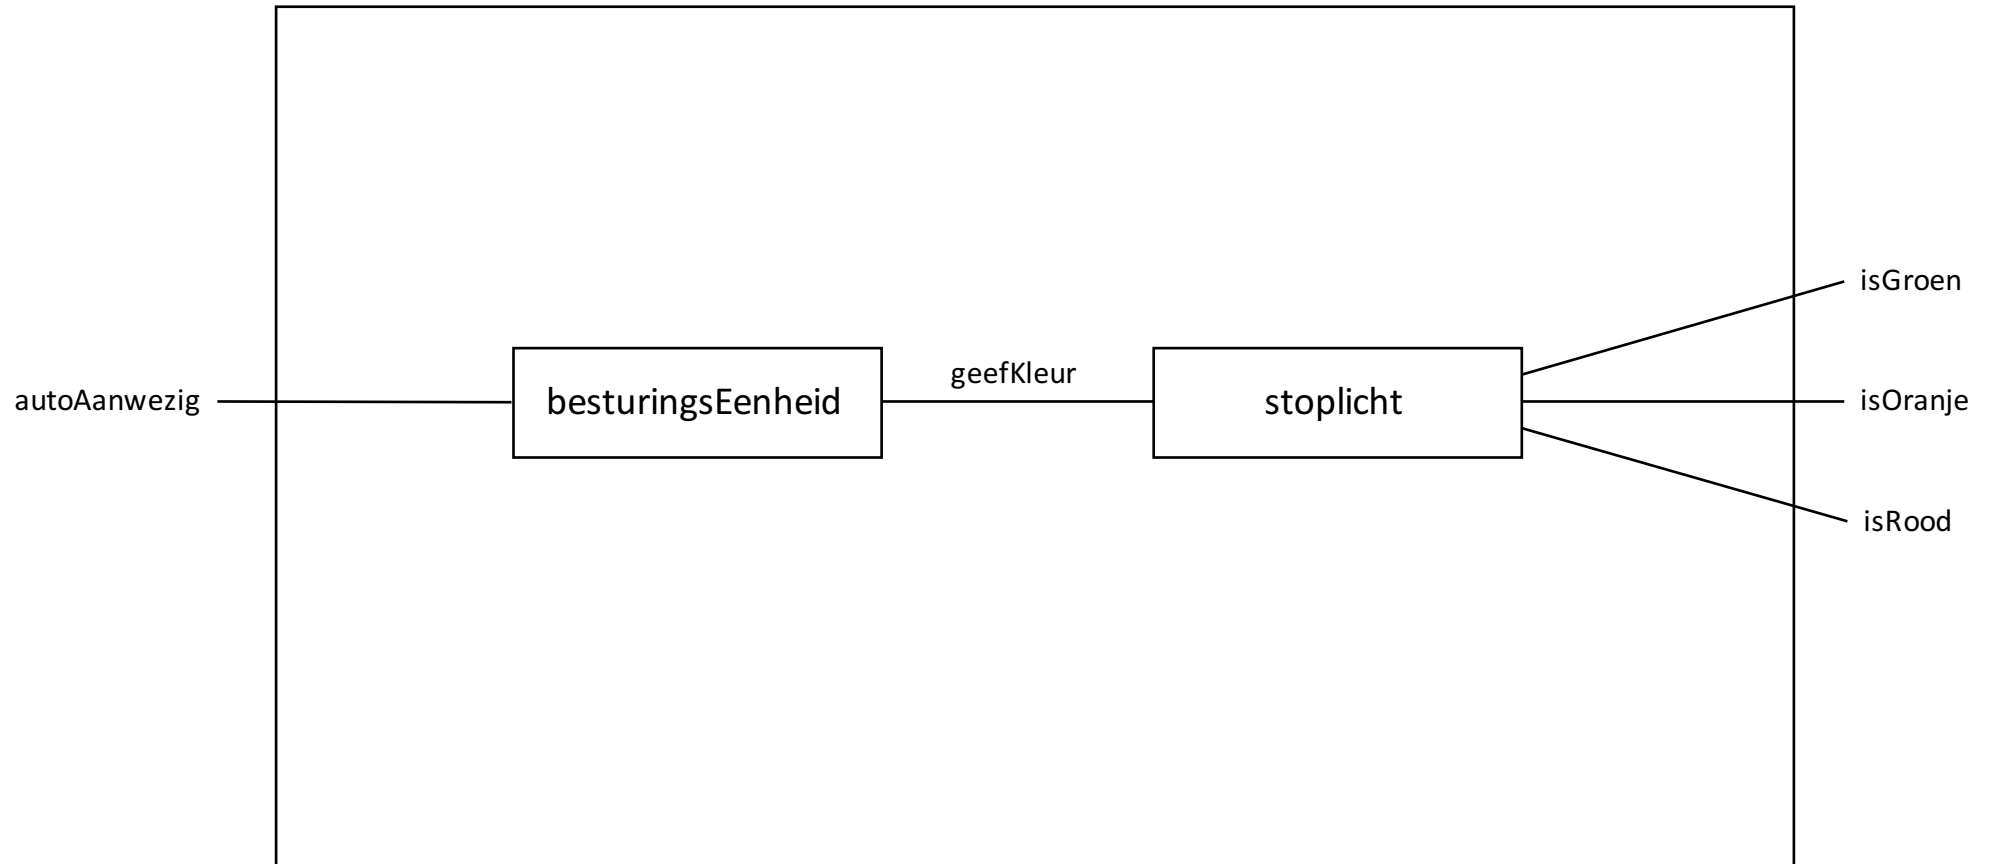 isGroen
geefKleur
autoAanwezig
besturingsEenheid
stoplicht
isOranje
isRood